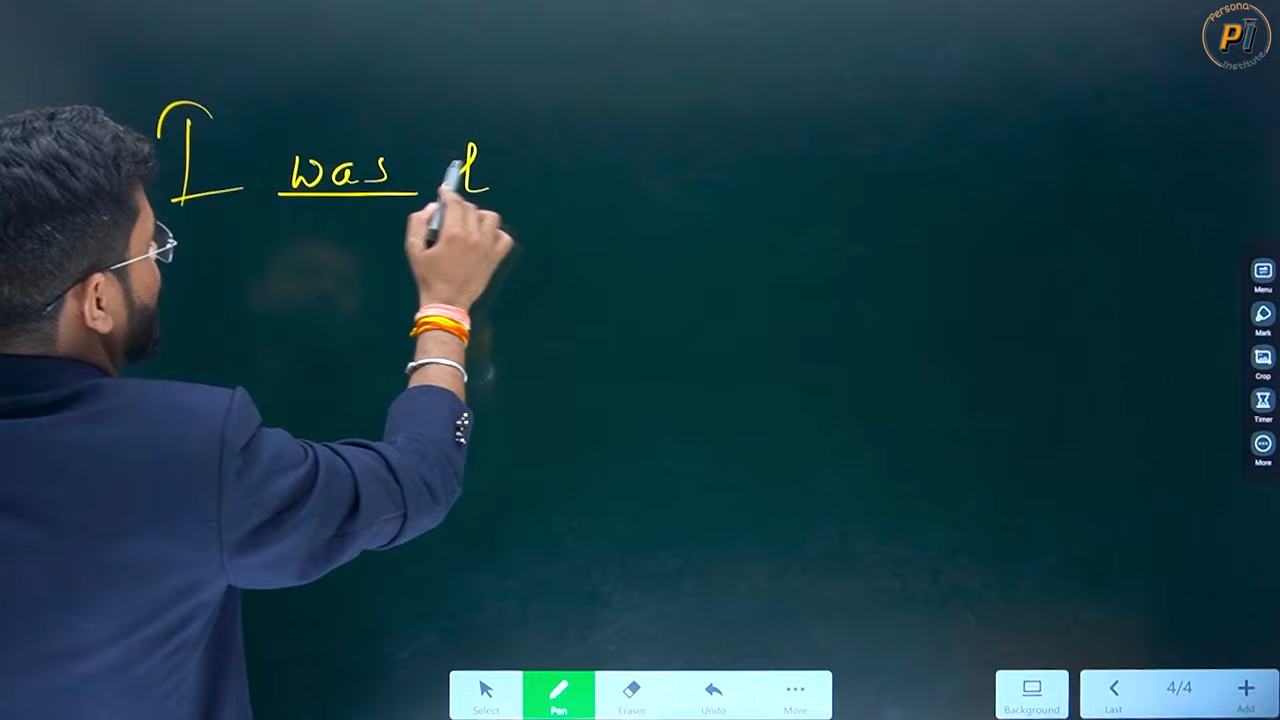 Persona
PI
Institute
I was
Menu
Mark
Crop
Timer
More
Select
Pen
Eraser
Undo
More
Background
Last
4/4
Add